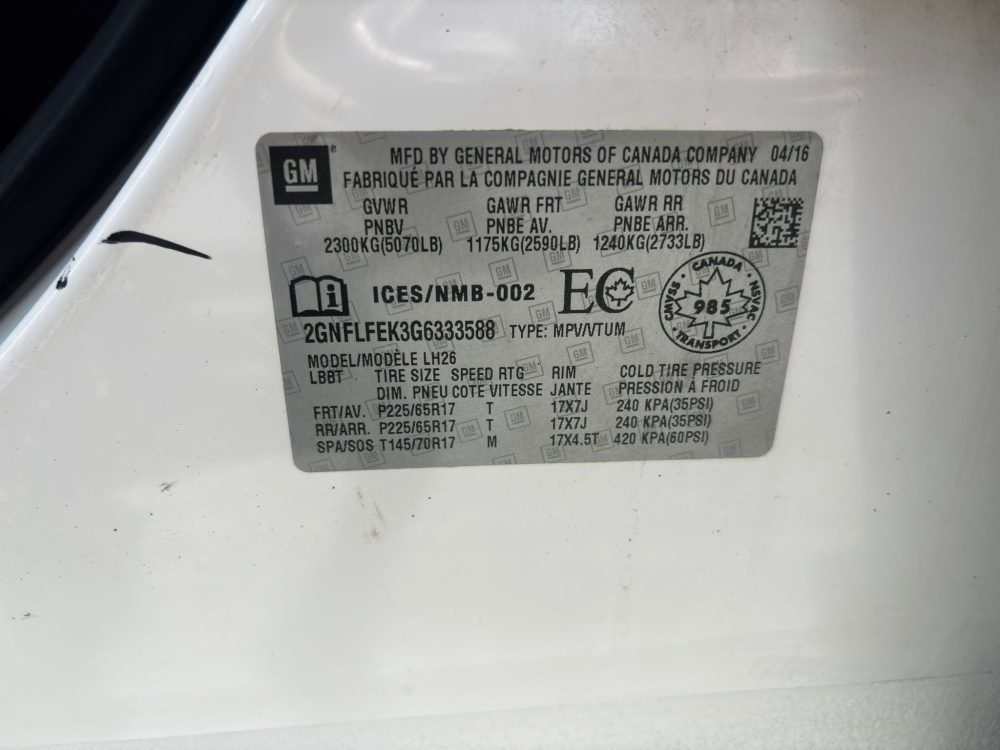 GM
MFD BY GENERAL MOTORS OF CANADA COMPANY 04/16
FABRIQUÉ PAR LA COMPAGNIE GENERAL MOTORS DU CANADA
GVWR GAWR FRT GAWR RR
PNBV PNBE AV. PNBE ARR.
2300KG(5070LB) 1175KG(2590LB) 1240KG(2733LB)
i ICES/NMB-002 EC
CANADA
CMVSS 985 NSVAC
TRANSPORT
2GNFLFEK3G6333588 TYPE: MPV/VTUM
MODEL/MODÈLE LH26
LBBT TIRE SIZE SPEED RTG RIM COLD TIRE PRESSURE
DIM. PNEU COTE VITESSE JANTE PRESSION À FROID
FRT/AV. P225/65R17 T 17X7J 240 KPA(35PSI)
RR/ARR. P225/65R17 T 17X7J 240 KPA(35PSI)
SPA/SOS T145/70R17 M 17X4.5T 420 KPA(60PSI)